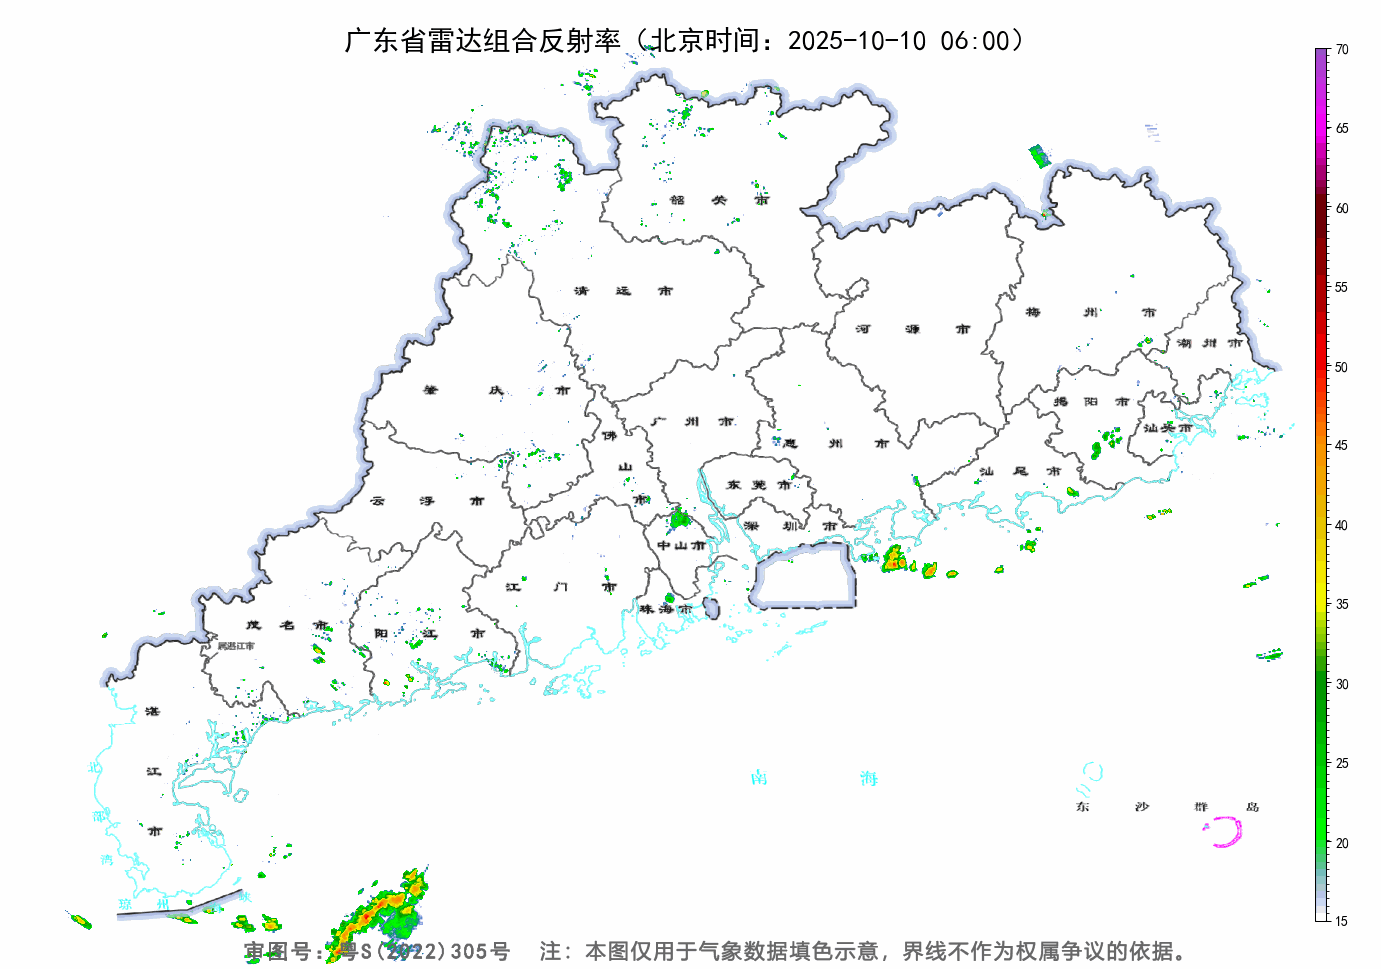 广东省雷达组合反射率（北京时间：2025-10-10 06:00）
70
65
60
55
50
45
40
35
30
25
20
15
韶关市
清远市
河源市
梅州市
潮州市
肇庆市
广州市
佛山市
惠州市
揭阳市
汕头市
汕尾市
云浮市
东莞市
深圳市
中山市
江门市
珠海市
茂名市
属湛江市
阳江市
湛江市
北部湾
琼州 峡
南海
东沙群岛
审图号：粤S(2022)305号 注：本图仅用于气象数据填色示意，界线不作为权属争议的依据。